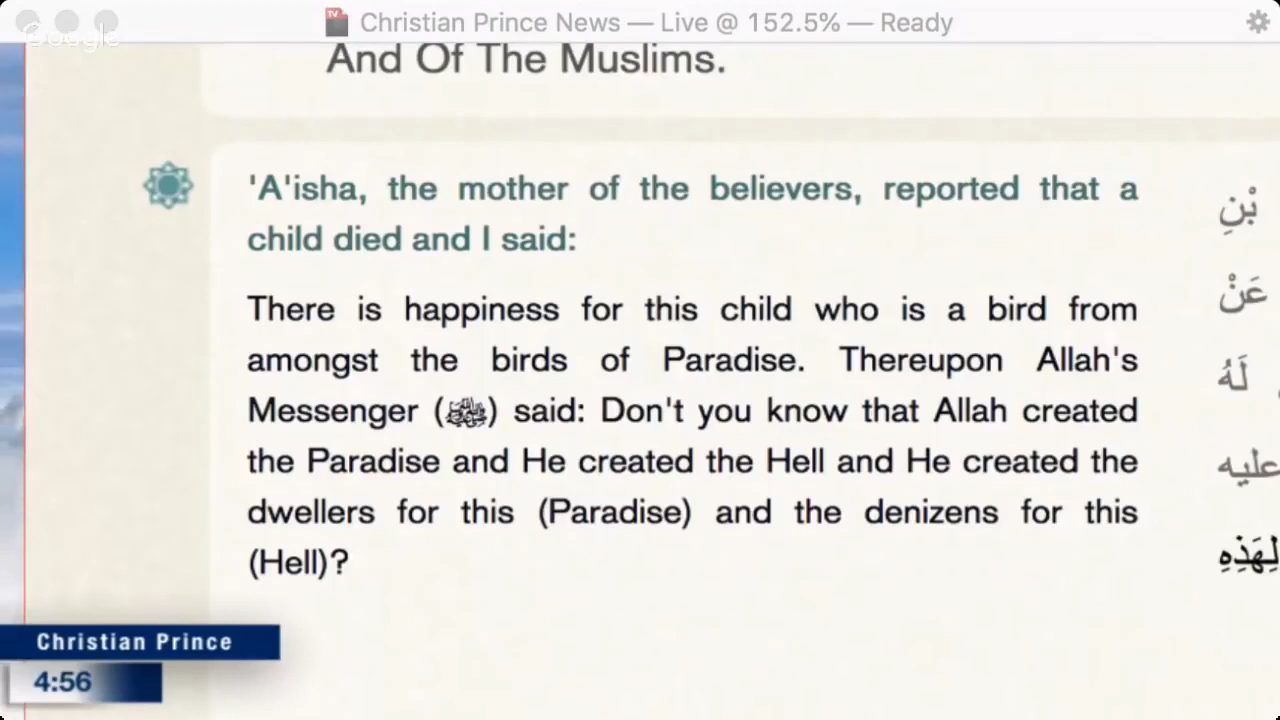 Christian Prince News — Live @ 152.5% — Ready
Google
And Of The Muslims.
'A'isha, the mother of the believers, reported that a
child died and I said:
There is happiness for this child who is a bird from
amongst the birds of Paradise. Thereupon Allah's
Messenger (ﷺ) said: Don't you know that Allah created
the Paradise and He created the Hell and He created the
dwellers for this (Paradise) and the denizens for this
(Hell)?
بْنِ
عَنْ
لَهُ
عليه
لِهَذِهِ
Christian Prince
4:56